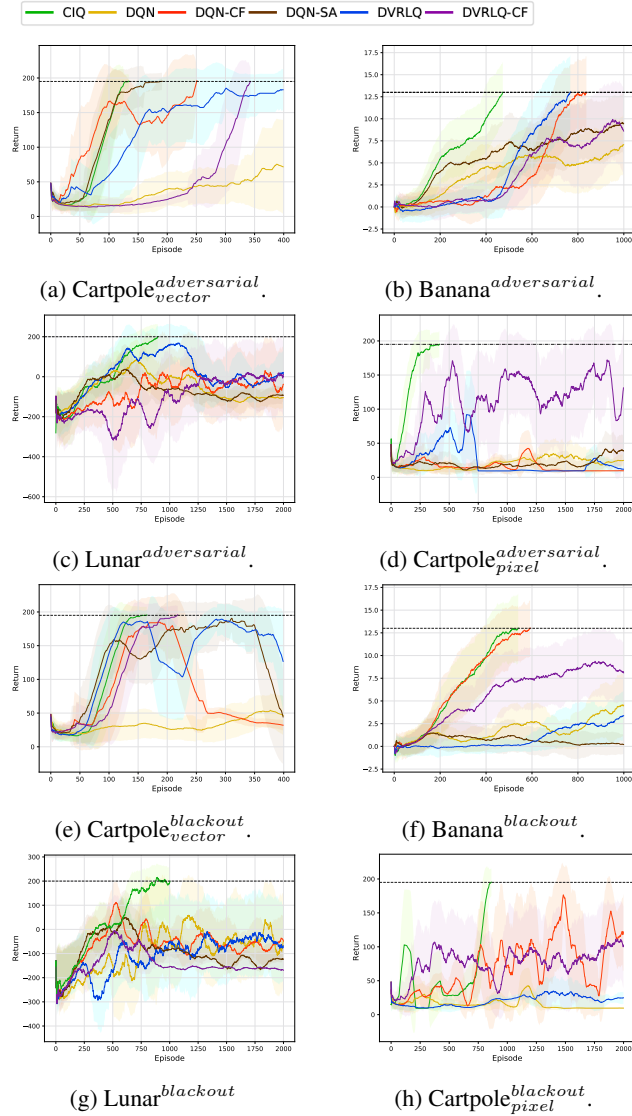 CIQ DQN DQN-CF DQN-SA DVRLQ DVRLQ-CF
Return
200
150
100
50
0
0 50 100 150 200 250 300 350 400
Episode
(a) Cartpole^{adversarial}_{vector}.
Return
17.5
15.0
12.5
10.0
7.5
5.0
2.5
0.0
−2.5
0 200 400 600 800 1000
Episode
(b) Banana^{adversarial}.
Return
200
0
−200
−400
−600
0 250 500 750 1000 1250 1500 1750 2000
Episode
(c) Lunar^{adversarial}.
Return
200
150
100
50
0
0 250 500 750 1000 1250 1500 1750 2000
Episode
(d) Cartpole^{adversarial}_{pixel}.
Return
200
150
100
50
0
0 50 100 150 200 250 300 350 400
Episode
(e) Cartpole^{blackout}_{vector}.
Return
17.5
15.0
12.5
10.0
7.5
5.0
2.5
0.0
−2.5
0 200 400 600 800 1000
Episode
(f) Banana^{blackout}.
Return
300
200
100
0
−100
−200
−300
−400
0 250 500 750 1000 1250 1500 1750 2000
Episode
(g) Lunar^{blackout}
Return
200
150
100
50
0
0 250 500 750 1000 1250 1500 1750 2000
Episode
(h) Cartpole^{blackout}_{pixel}.